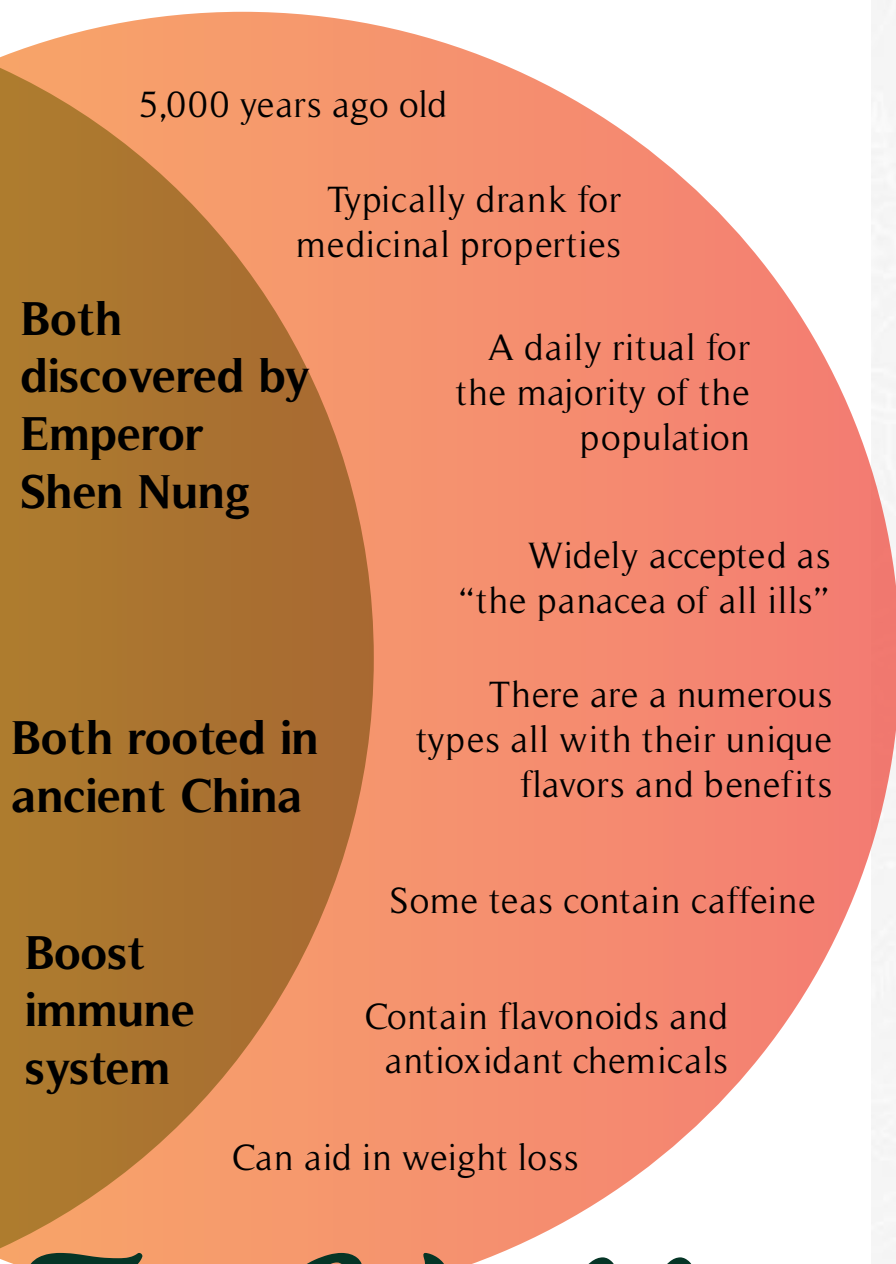 5,000 years ago old
Typically drank for
medicinal properties
Both
discovered by
Emperor
Shen Nung
A daily ritual for
the majority of the
population
Widely accepted as
“the panacea of all ills”
There are a numerous
types all with their unique
flavors and benefits
Both rooted in
ancient China
Some teas contain caffeine
Boost
immune
system
Contain flavonoids and
antioxidant chemicals
Can aid in weight loss